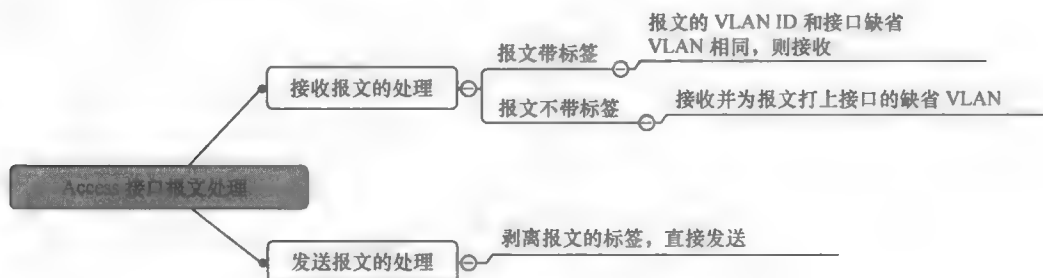 报文的 VLAN ID 和接口缺省
VLAN 相同，则接收
报文带标签
接收报文的处理
报文不带标签
接收并为报文打上接口的缺省 VLAN
Access 接口报文处理
剥离报文的标签，直接发送
发送报文的处理